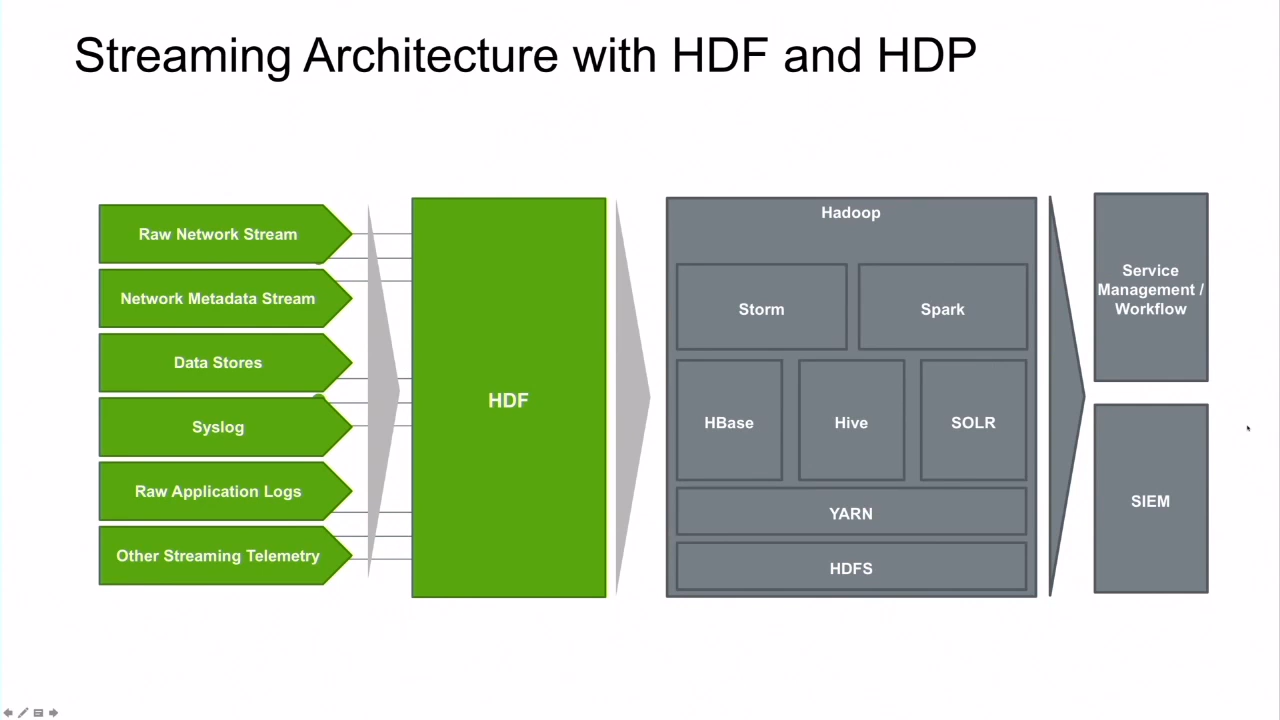 Streaming Architecture with HDF and HDP
Raw Network Stream
Network Metadata Stream
Data Stores
Syslog
Raw Application Logs
Other Streaming Telemetry
HDF
Hadoop
Storm
Spark
HBase
Hive
SOLR
YARN
HDFS
Service
Management /
Workflow
SIEM